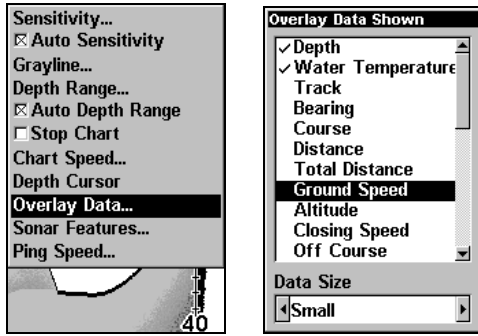 Sensitivity...
Auto Sensitivity
Grayline...
Depth Range...
Auto Depth Range
Stop Chart
Chart Speed...
Depth Cursor
Overlay Data...
Sonar Features...
Ping Speed...
40
Overlay Data Shown
Depth
Water Temperature
Track
Bearing
Course
Distance
Total Distance
Ground Speed
Altitude
Closing Speed
Off Course
Data Size
Small